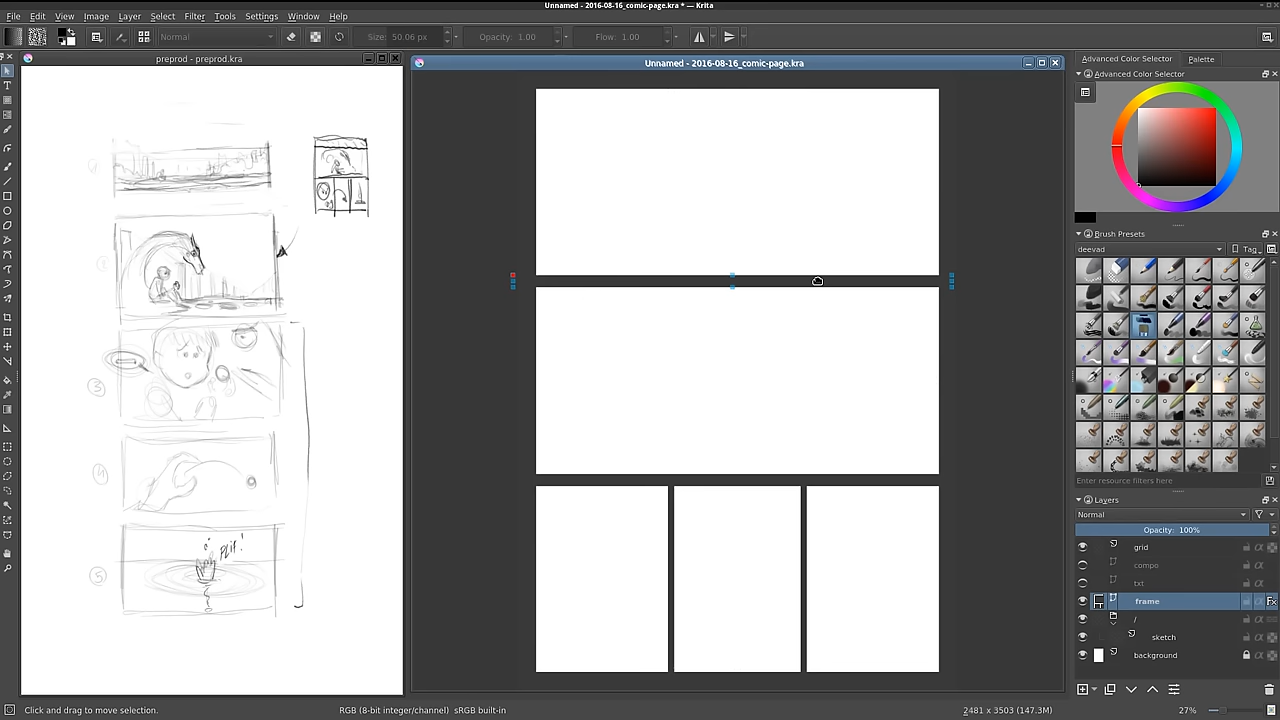 Unnamed - 2016-08-16_comic-page.kra * — Krita
File Edit View Image Layer Select Filter Tools Settings Window Help
Normal Size: 50.06 px Opacity: 1.00 Flow: 1.00
preprod - preprod.kra
Unnamed - 2016-08-16_comic-page.kra
Advanced Color Selector Palette
Advanced Color Selector
Brush Presets
deevad Tag
Enter resource filters here
Layers
Normal
Opacity: 100%
grid
compo
txt
frame
/
sketch
background
3
4
5
PLIF!
Click and drag to move selection. RGB (8-bit integer/channel) sRGB built-in 2481 x 3503 (147.3M) 27%